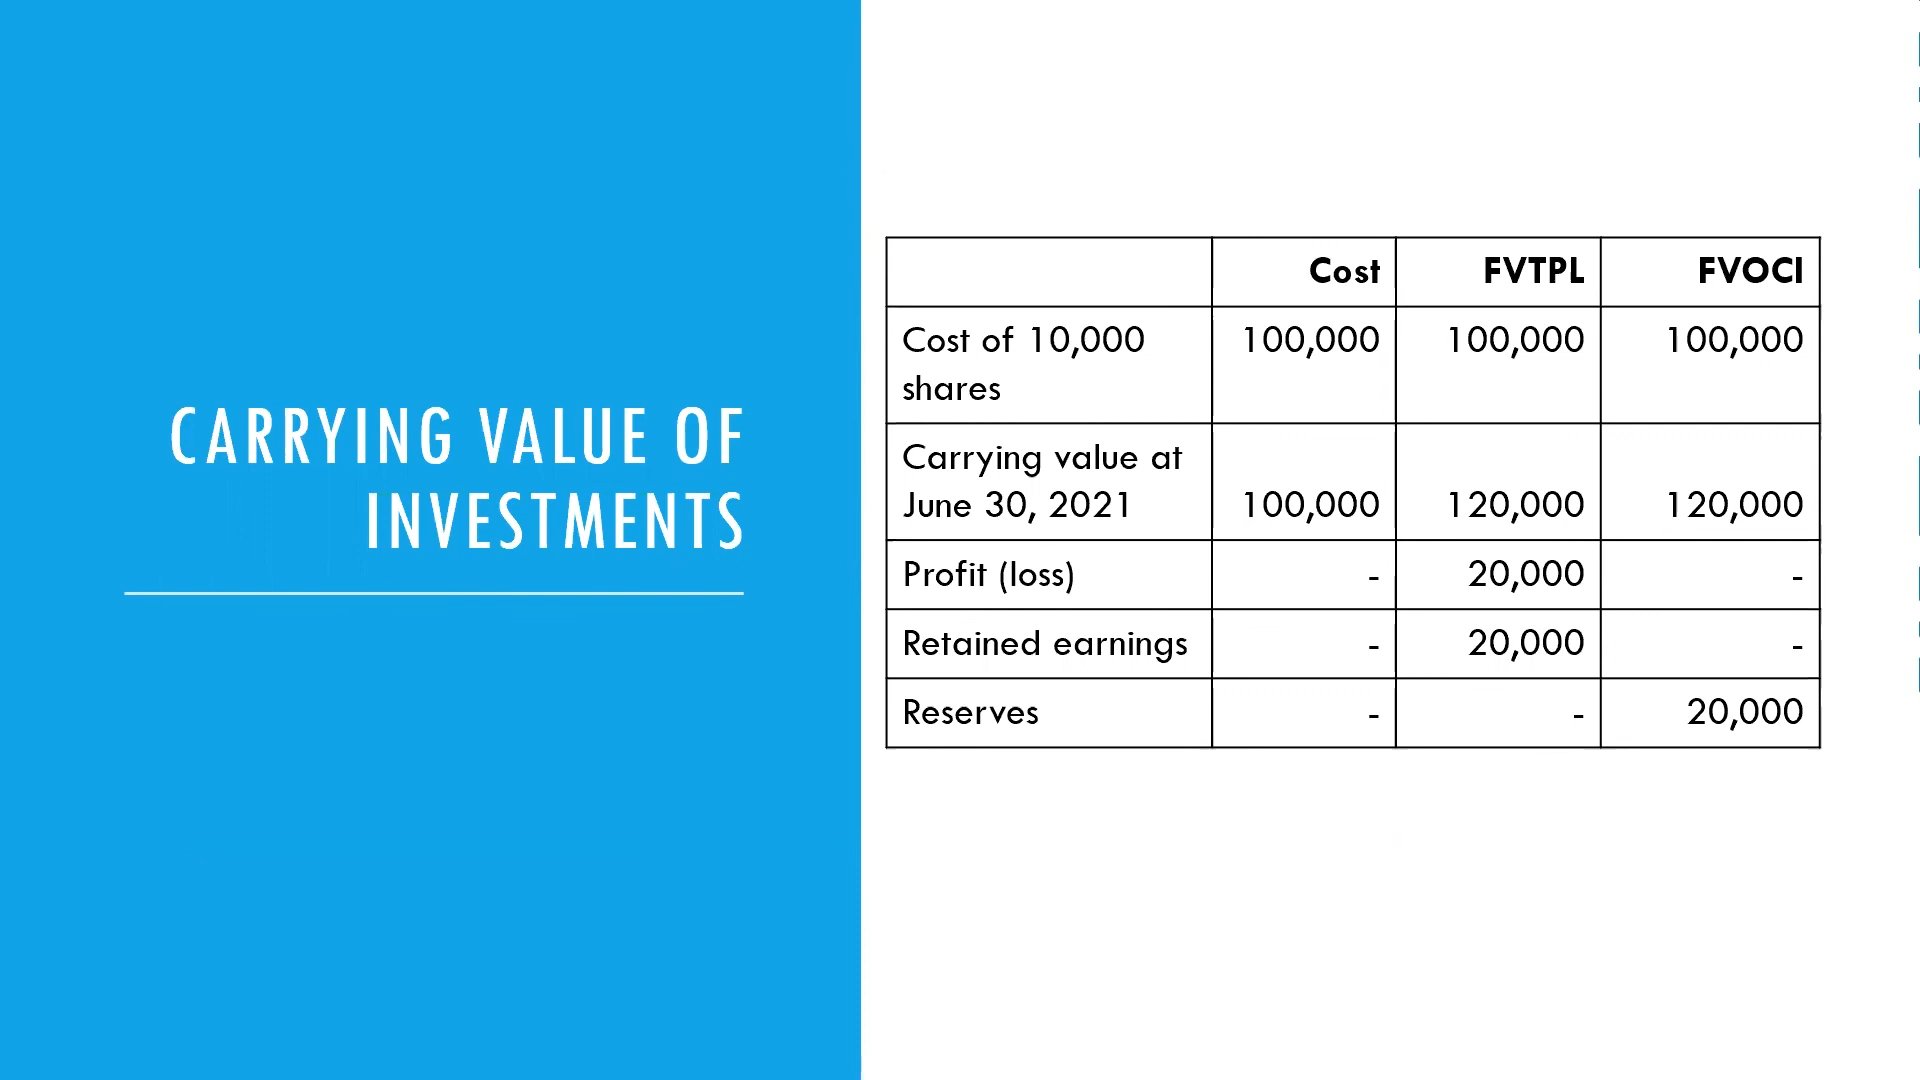 CARRYING VALUE OF
INVESTMENTS
Cost FVTPL FVOCI
Cost of 10,000 100,000 100,000 100,000
shares
Carrying value at
June 30, 2021 100,000 120,000 120,000
Profit (loss) - 20,000 -
Retained earnings - 20,000 -
Reserves - - 20,000